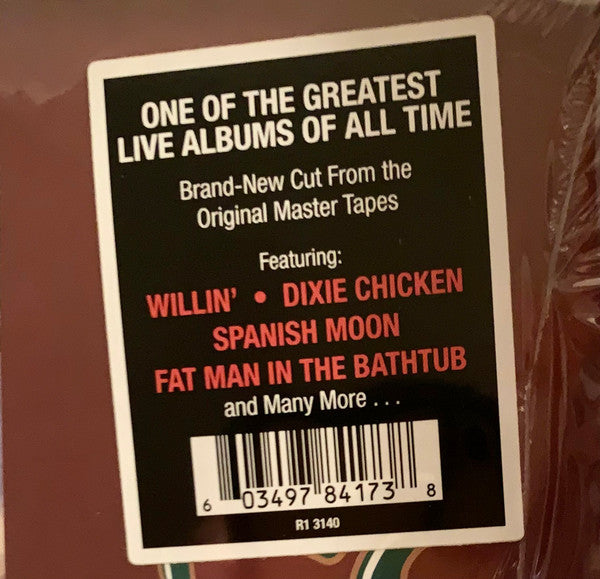 ONE OF THE GREATEST
LIVE ALBUMS OF ALL TIME
Brand-New Cut From the
Original Master Tapes
Featuring:
WILLIN' • DIXIE CHICKEN
SPANISH MOON
FAT MAN IN THE BATHTUB
and Many More . . .
6 03497 84173 8
R1 3140